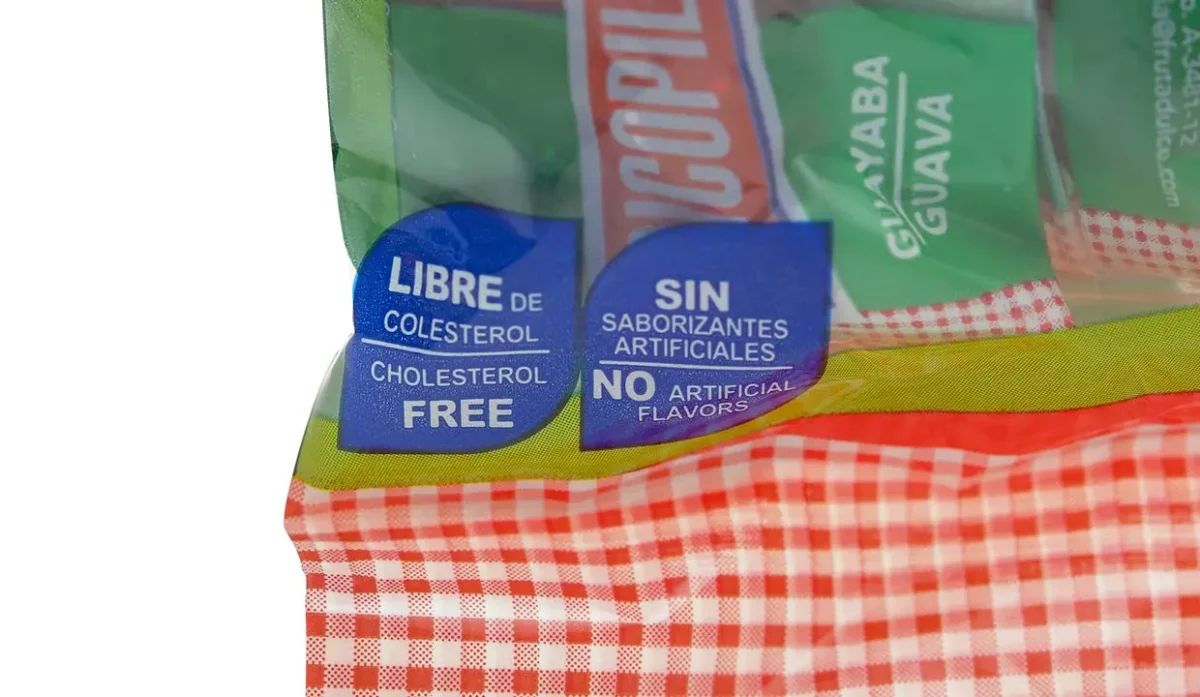 LIBRE DE
COLESTEROL
CHOLESTEROL
FREE
SIN
SABORIZANTES
ARTIFICIALES
NO ARTIFICIAL
FLAVORS
GUAYABA
GUAVA